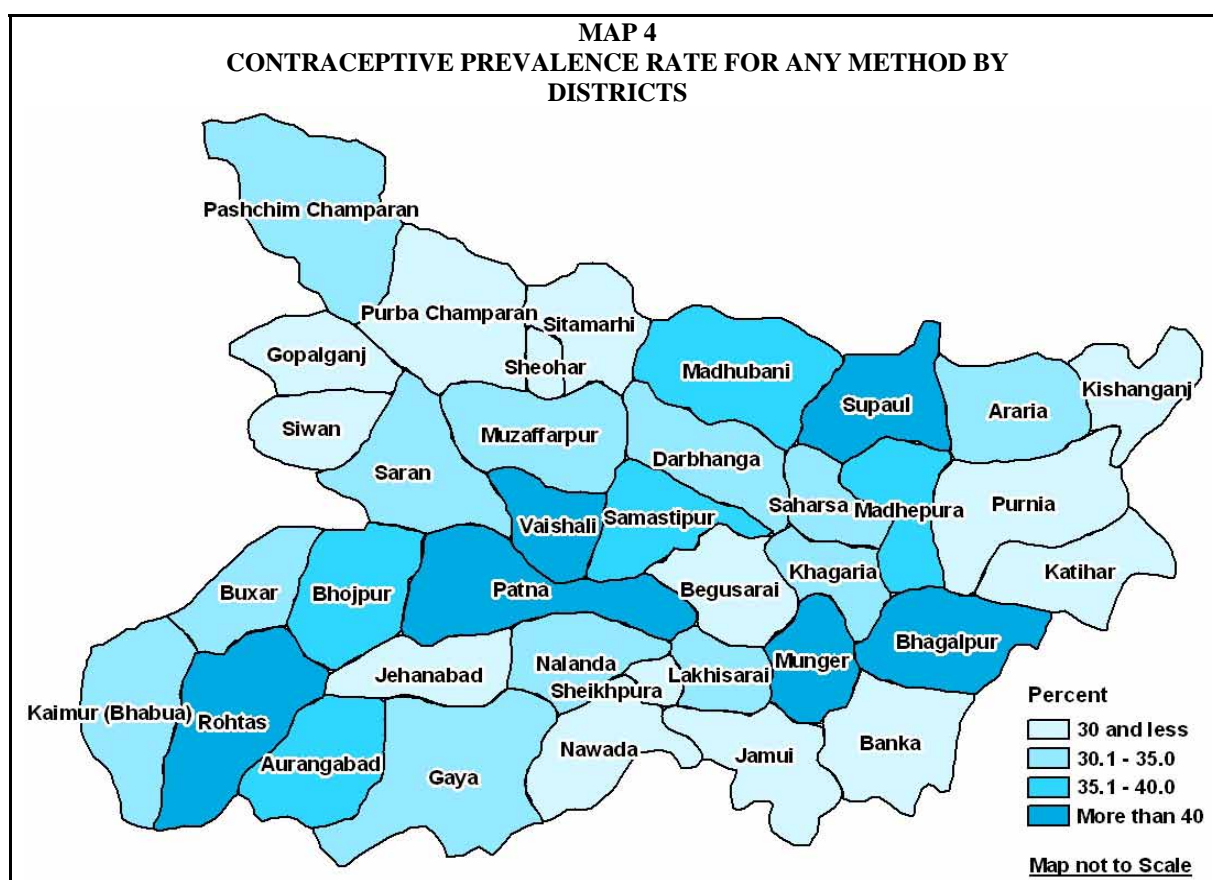 MAP 4
CONTRACEPTIVE PREVALENCE RATE FOR ANY METHOD BY
DISTRICTS
Pashchim Champaran
Purba Champaran
Sitamarhi
Gopalganj
Sheohar
Madhubani
Kishanganj
Supaul
Araria
Siwan
Muzaffarpur
Darbhanga
Saran
Saharsa
Madhepura
Purnia
Vaishali
Samastipur
Katihar
Khagaria
Buxar
Bhojpur
Patna
Begusarai
Bhagalpur
Munger
Nalanda
Jehanabad
Lakhisarai
Sheikhpura
Kaimur (Bhabua)
Rohtas
Aurangabad
Gaya
Nawada
Jamui
Banka
Percent
30 and less
30.1 - 35.0
35.1 - 40.0
More than 40
Map not to Scale